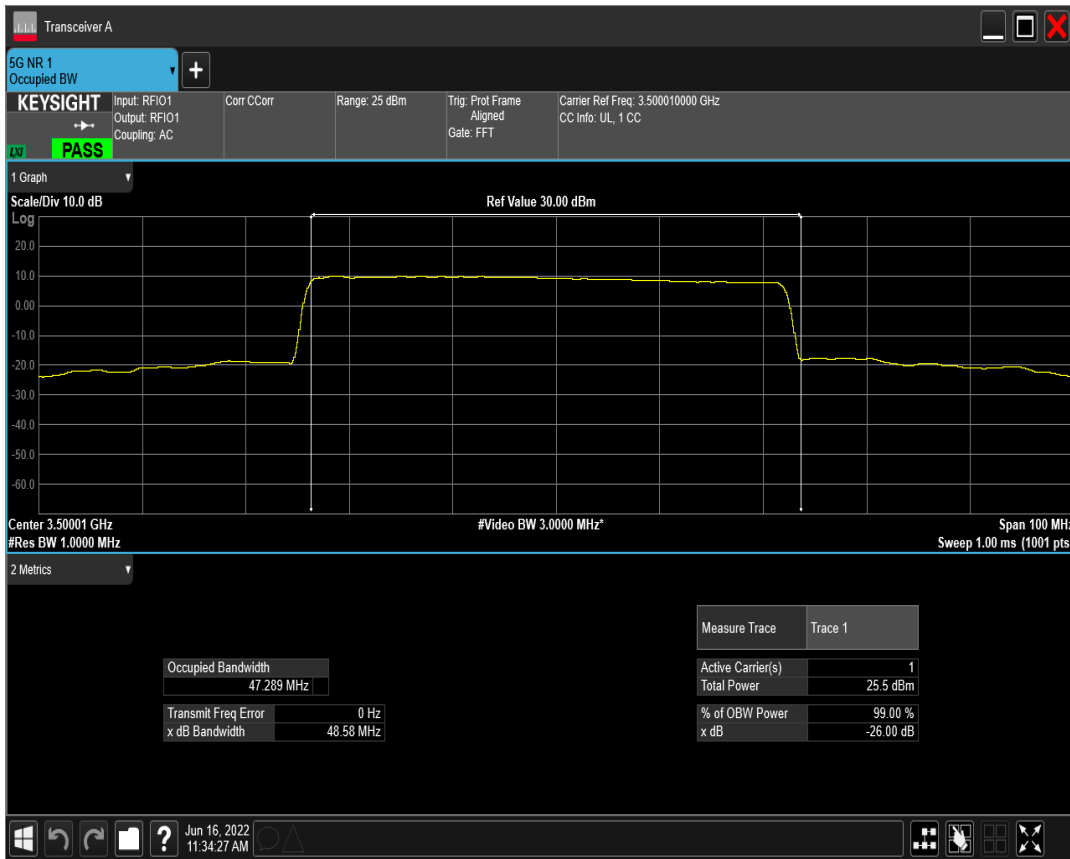 Transceiver A
5G NR 1
Occupied BW
KEYSIGHT
LXI
PASS
Input: RFIO1
Output: RFIO1
Coupling: AC
Corr CCorr
Range: 25 dBm
Trig: Prot Frame
Aligned
Gate: FFT
Carrier Ref Freq: 3.500010000 GHz
CC Info: UL, 1 CC
1 Graph
Scale/Div 10.0 dB
Ref Value 30.00 dBm
Log
20.0
10.0
0.00
-10.0
-20.0
-30.0
-40.0
-50.0
-60.0
Center 3.50001 GHz
#Video BW 3.0000 MHz*
Span 100 MHz
#Res BW 1.0000 MHz
Sweep 1.00 ms (1001 pts
2 Metrics
Measure Trace Trace 1
Occupied Bandwidth
47.289 MHz
Active Carrier(s) 1
Total Power 25.5 dBm
Transmit Freq Error 0 Hz
x dB Bandwidth 48.58 MHz
% of OBW Power 99.00 %
x dB -26.00 dB
?
Jun 16, 2022
11:34:27 AM